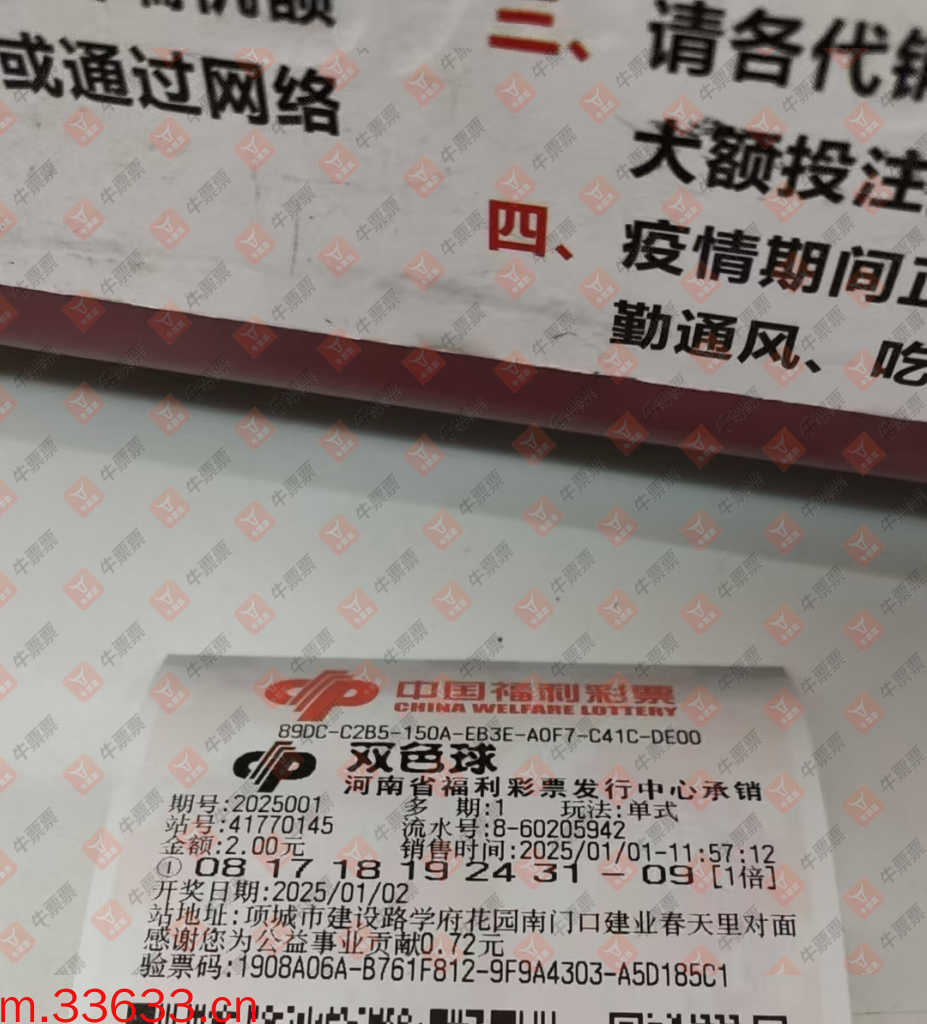 或通过网络
三、请各代销
大额投注
四、疫情期间正
勤通风、吃
中国福利彩票
CHINA WELFARE LOTTERY
89DC-C2B5-150A-EB3E-A0F7-C41C-DE00
双色球
河南省福利彩票发行中心承销
期号:2025001 多 期:1 玩法:单式
站号:41770145 流水号:8-60205942
金额:2.00元 销售时间:2025/01/01-11:57:12
① 08 17 18 19 24 31 - 09 [1倍]
开奖日期:2025/01/02
站地址:项城市建设路学府花园南门口建业春天里对面
感谢您为公益事业贡献0.72元
验票码:1908A06A-B761F812-9F9A4303-A5D185C1
m.33633.cn
牛票票